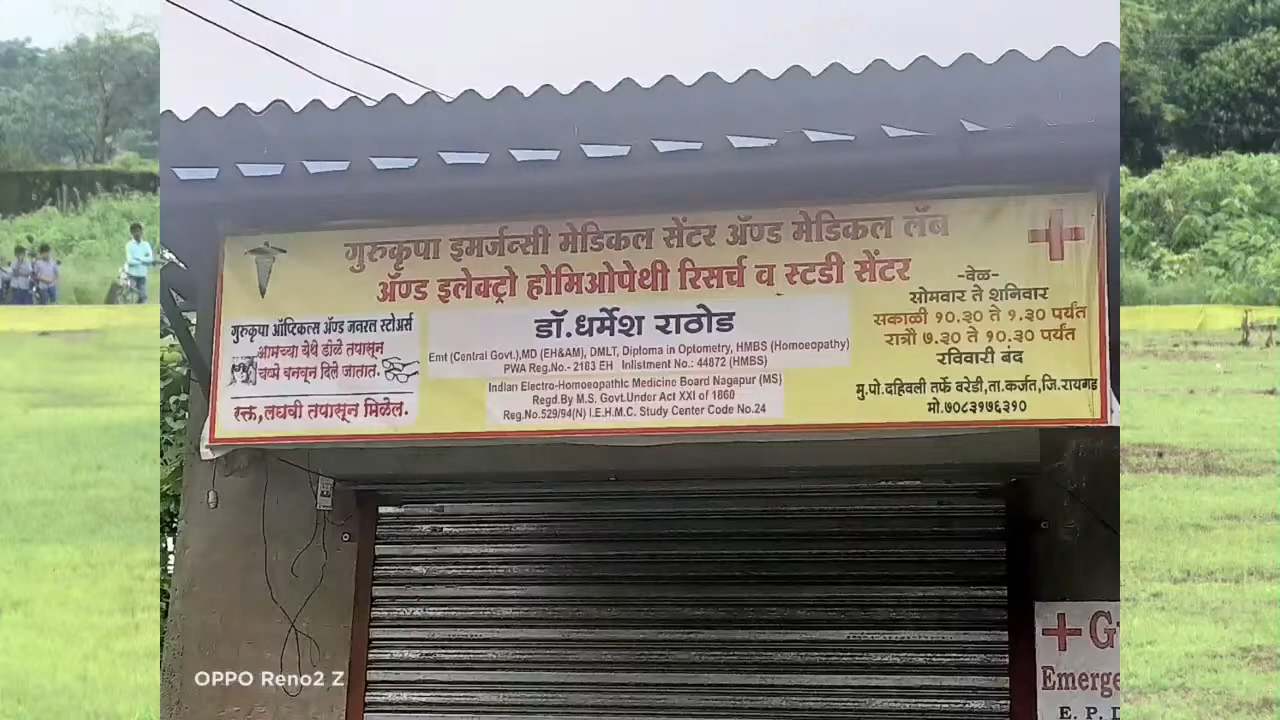 गुरुकृपा इमर्जन्सी मेडिकल सेंटर ॲण्ड मेडिकल लॅब
ॲण्ड इलेक्ट्रो होमिओपेथी रिसर्च व स्टडी सेंटर
गुरुकृपा ऑप्टिकल्स ॲण्ड जनरल स्टोअर्स
आमच्या येथे डोळे तपासून
चष्मे बनवून दिले जातात.
रक्त,लघवी तपासून मिळेल.
डॉ.धर्मेश राठोड
Emt (Central Govt.),MD (EH&AM), DMLT, Diploma in Optometry, HMBS (Homoeopathy)
PWA Reg.No.- 2183 EH Inlistment No.: 44872 (HMBS)
Indian Electro-Homoeopathic Medicine Board Nagapur (MS)
Regd.By M.S. Govt.Under Act XXI of 1860
Reg.No.529/94(N) I.E.H.M.C. Study Center Code No.24
-वेळ-
सोमवार ते शनिवार
सकाळी १०.३० ते १.३० पर्यंत
रात्रौ ७.३० ते १०.३० पर्यंत
रविवारी बंद
मु.पो.दहिवली तर्फे वरेडी,ता.कर्जत,जि.रायगड
मो.७०८३१७६३१०
Emerge
E. P.
OPPO Reno2 Z